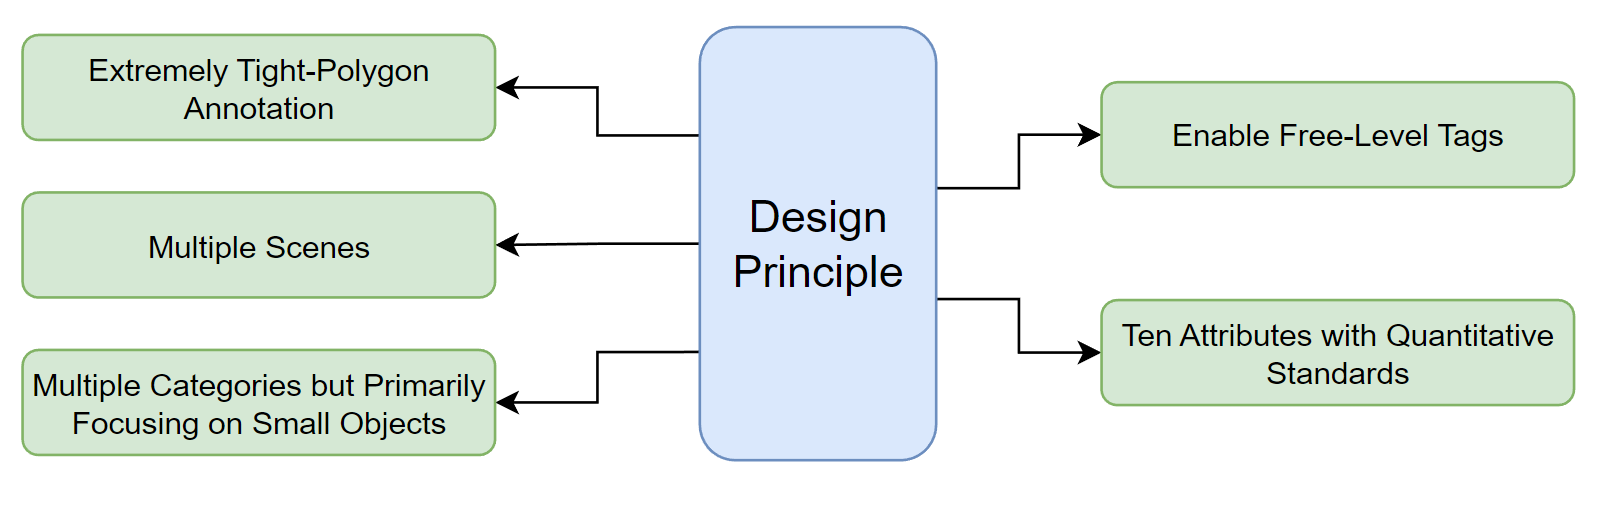 Extremely Tight-Polygon
Annotation
Multiple Scenes
Multiple Categories but Primarily
Focusing on Small Objects
Design
Principle
Enable Free-Level Tags
Ten Attributes with Quantitative
Standards